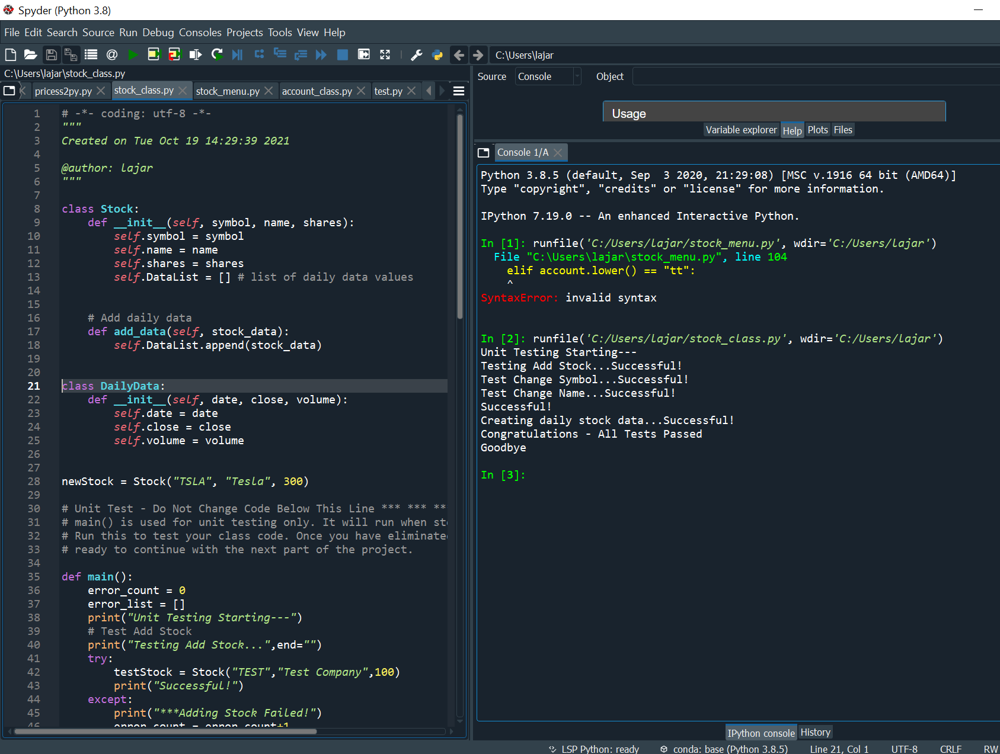 Spyder (Python 3.8)
File Edit Search Source Run Debug Consoles Projects Tools View Help
C:\Users\lajar
C:\Users\lajar\stock_class.py
pricess2py.py stock_class.py stock_menu.py account_class.py test.py
1 # -*- coding: utf-8 -*-
2 """
3 Created on Tue Oct 19 14:29:39 2021
4
5 @author: lajar
6 """
7
8 class Stock:
9     def __init__(self, symbol, name, shares):
10         self.symbol = symbol
11         self.name = name
12         self.shares = shares
13         self.DataList = [] # list of daily data values
14
15
16     # Add daily data
17     def add_data(self, stock_data):
18         self.DataList.append(stock_data)
19
20
21 class DailyData:
22     def __init__(self, date, close, volume):
23         self.date = date
24         self.close = close
25         self.volume = volume
26
27
28 newStock = Stock("TSLA", "Tesla", 300)
29
30 # Unit Test - Do Not Change Code Below This Line *** *** **
31 # main() is used for unit testing only. It will run when
32 # Run this to test your class code. Once you have
33 # ready to continue with the next part of the project.
34
35 def main():
36     error_count = 0
37     error_list = []
38     print("Unit Testing Starting---")
39     # Test Add Stock
40     print("Testing Add Stock...",end="")
41     try:
42         testStock = Stock("TEST","Test Company",100)
43         print("Successful!")
44     except:
45         print("***Adding Stock Failed!")
46         error_count = error_count+1
Source Console Object
Usage
Variable explorer Help Plots Files
Console 1/A
Python 3.8.5 (default, Sep  3 2020, 21:29:08) [MSC v.1916 64 bit (AMD64)]
Type "copyright", "credits" or "license" for more information.
IPython 7.19.0 -- An enhanced Interactive Python.
In [1]: runfile('C:/Users/lajar/stock_menu.py', wdir='C:/Users/lajar')
  File "C:\Users\lajar\stock_menu.py", line 104
    elif account.lower() == "tt":
    ^
SyntaxError: invalid syntax
In [2]: runfile('C:/Users/lajar/stock_class.py', wdir='C:/Users/lajar')
Unit Testing Starting---
Testing Add Stock...Successful!
Test Change Symbol...Successful!
Test Change Name...Successful!
Successful!
Creating daily stock data...Successful!
Congratulations - All Tests Passed
Goodbye
In [3]:
IPython console History
LSP Python: ready conda: base (Python 3.8.5) Line 21, Col 1 UTF-8 CRLF RW